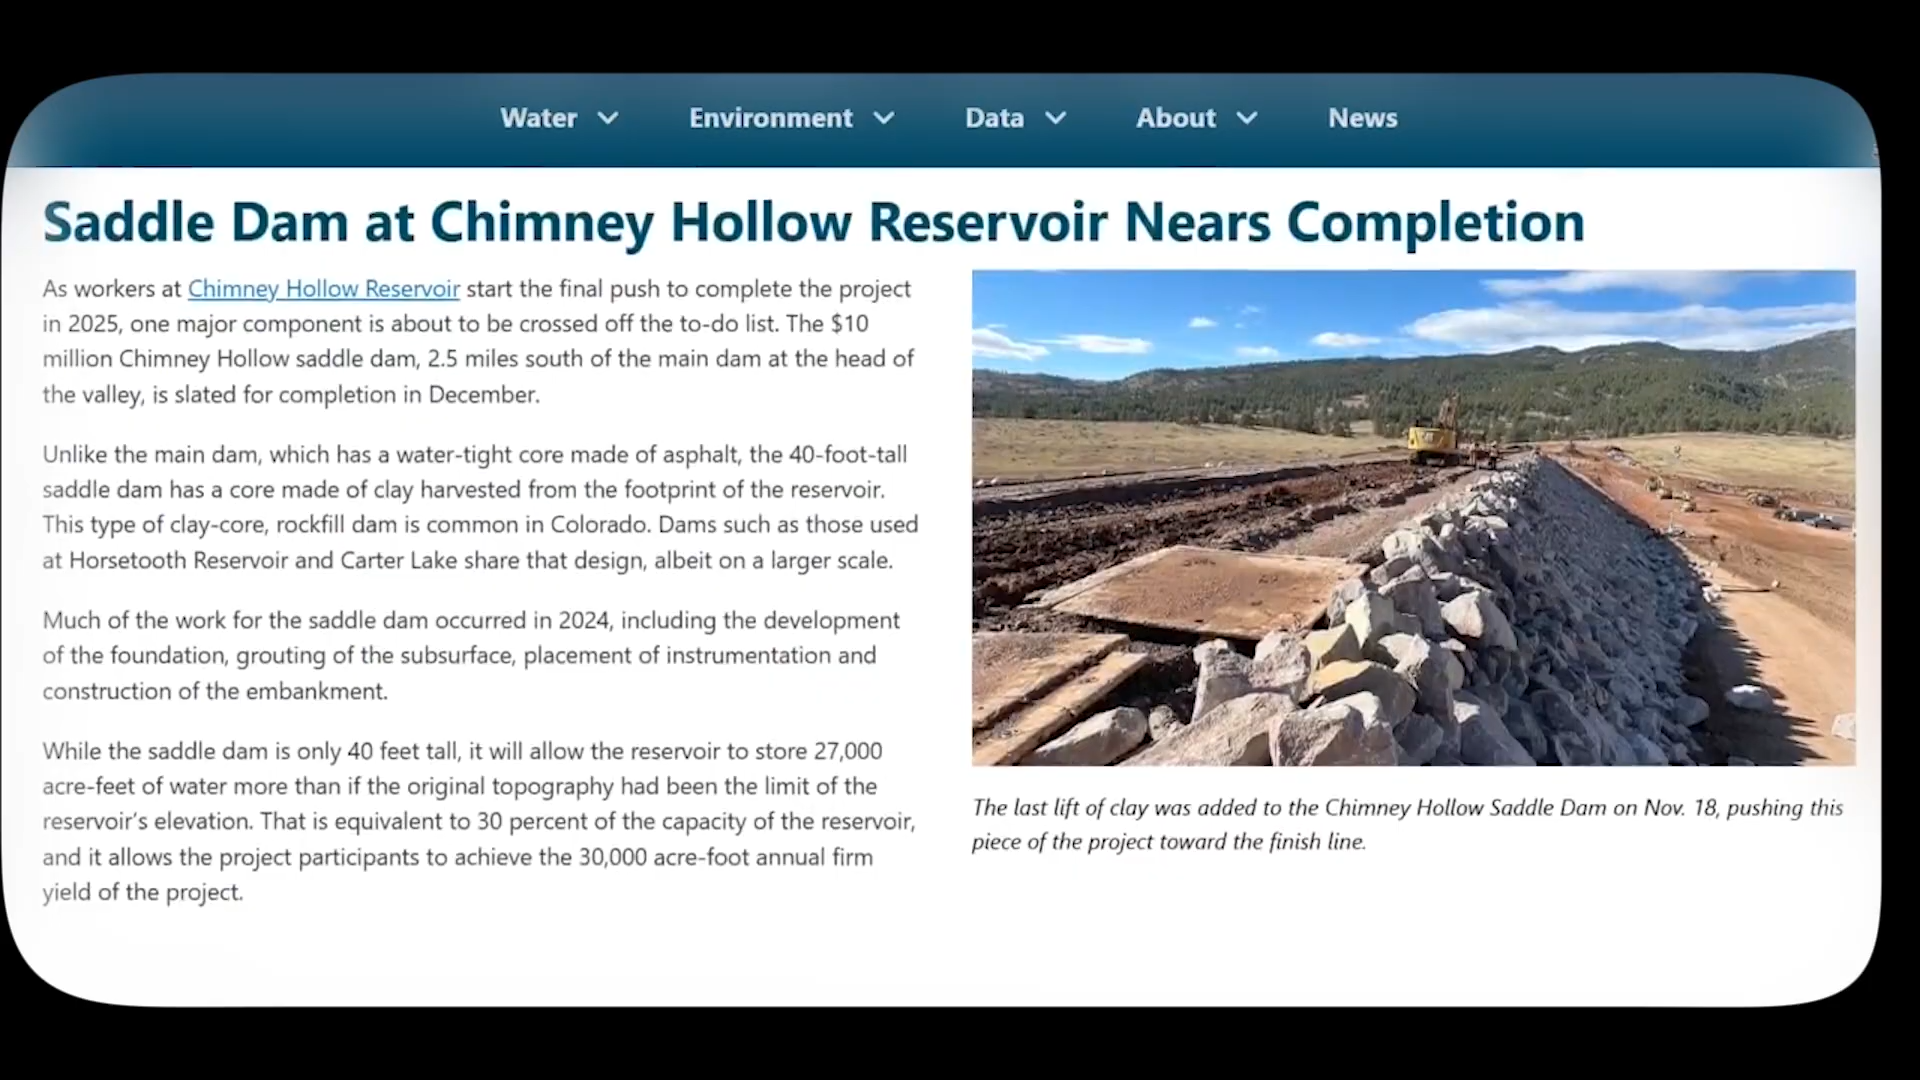 Water Environment Data About News
Saddle Dam at Chimney Hollow Reservoir Nears Completion
As workers at Chimney Hollow Reservoir start the final push to complete the project
in 2025, one major component is about to be crossed off the to-do list. The $10
million Chimney Hollow saddle dam, 2.5 miles south of the main dam at the head of
the valley, is slated for completion in December.
Unlike the main dam, which has a water-tight core made of asphalt, the 40-foot-tall
saddle dam has a core made of clay harvested from the footprint of the reservoir.
This type of clay-core, rockfill dam is common in Colorado. Dams such as those used
at Horsetooth Reservoir and Carter Lake share that design, albeit on a larger scale.
Much of the work for the saddle dam occurred in 2024, including the development
of the foundation, grouting of the subsurface, placement of instrumentation and
construction of the embankment.
While the saddle dam is only 40 feet tall, it will allow the reservoir to store 27,000
acre-feet of water more than if the original topography had been the limit of the
reservoir's elevation. That is equivalent to 30 percent of the capacity of the reservoir,
and it allows the project participants to achieve the 30,000 acre-foot annual firm
yield of the project.
The last lift of clay was added to the Chimney Hollow Saddle Dam on Nov. 18, pushing this
piece of the project toward the finish line.